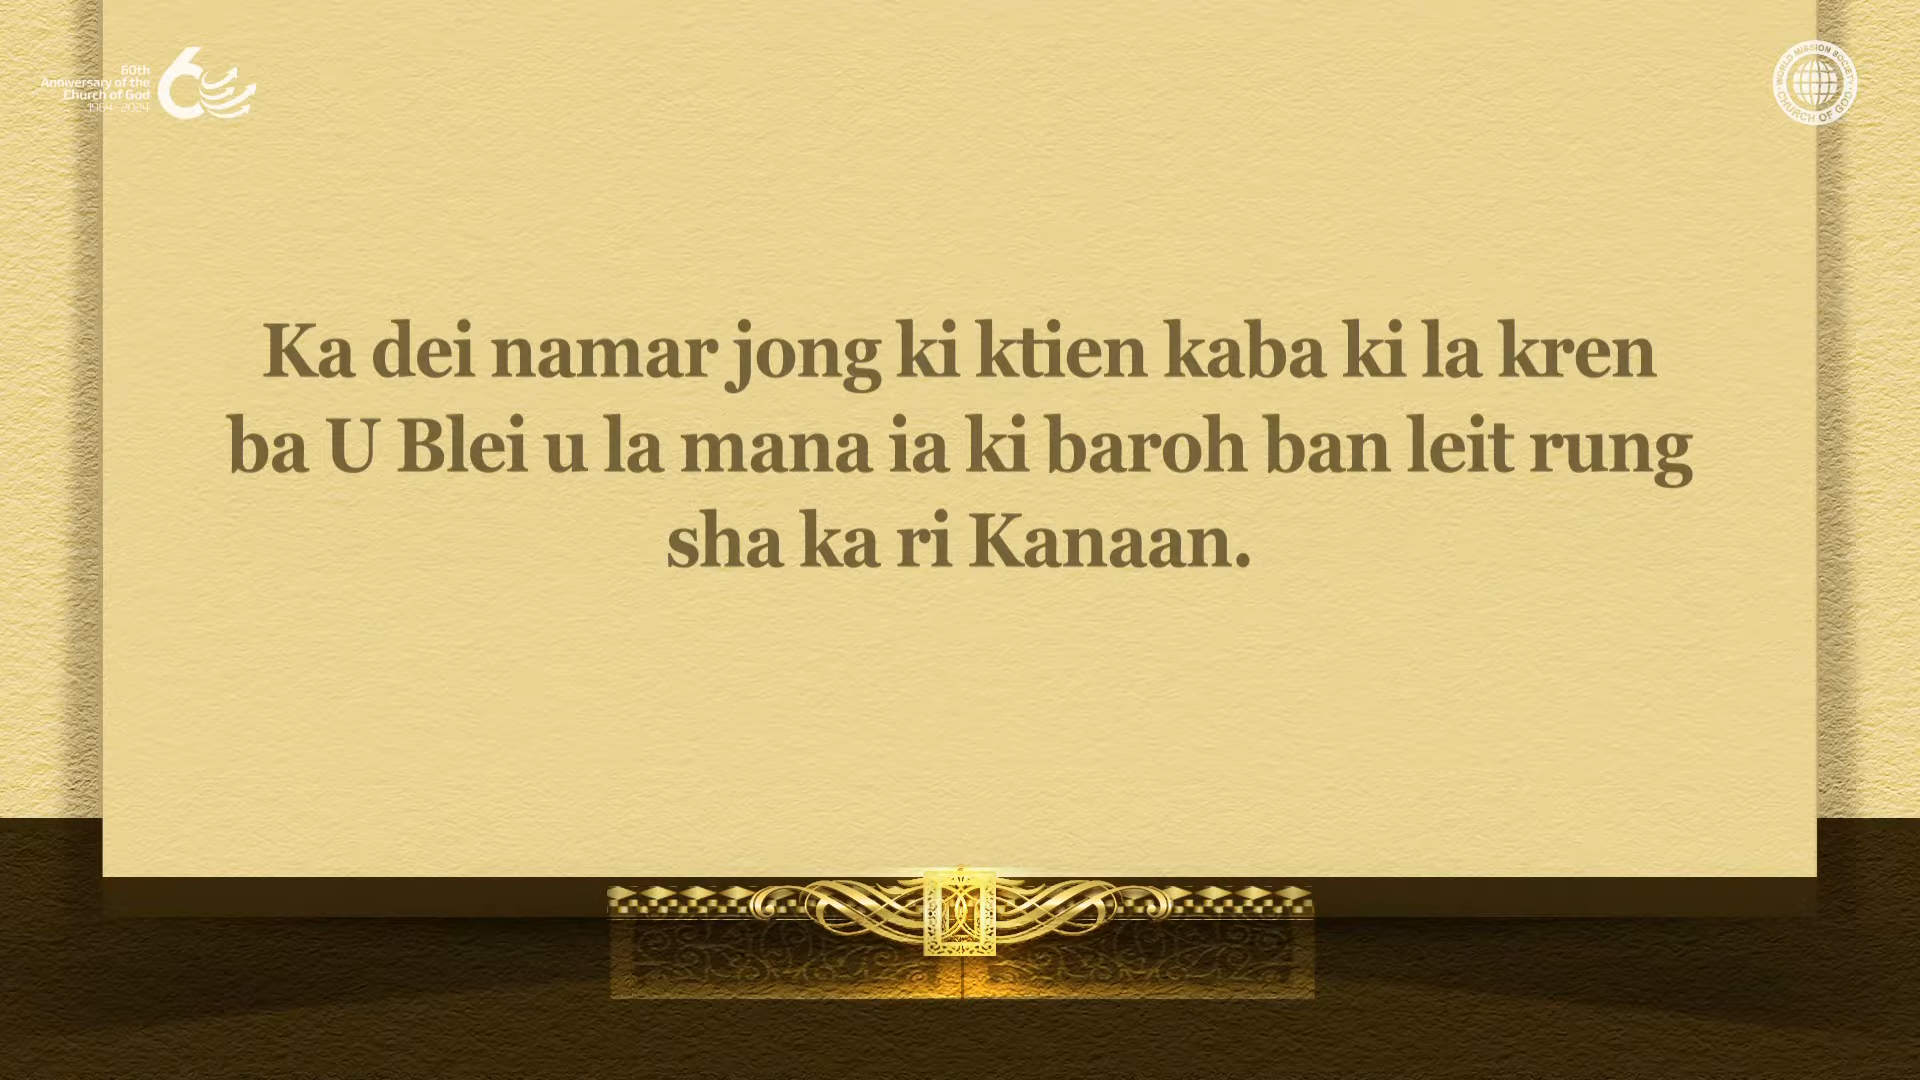 60th
Anniversary of the
Church of God
1964-2024
WORLD MISSION SOCIETY
CHURCH OF GOD
Ka dei namar jong ki ktien kaba ki la kren
ba U Blei u la mana ia ki baroh ban leit rung
sha ka ri Kanaan.